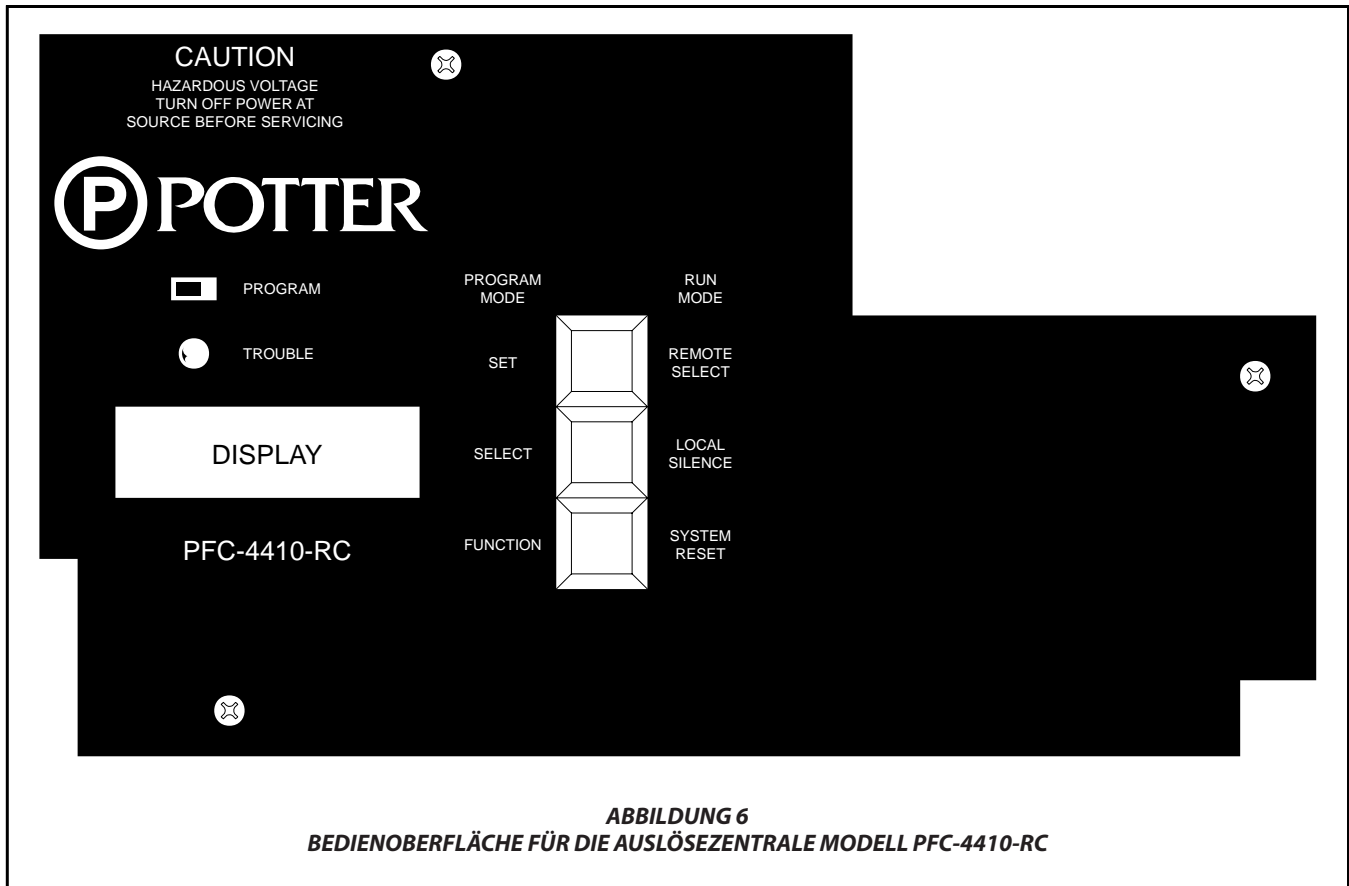 CAUTION
HAZARDOUS VOLTAGE
TURN OFF POWER AT
SOURCE BEFORE SERVICING
P POTTER
PROGRAM
TROUBLE
DISPLAY
PFC-4410-RC
PROGRAM
MODE
RUN
MODE
SET
REMOTE
SELECT
SELECT
LOCAL
SILENCE
FUNCTION
SYSTEM
RESET
ABBILDUNG 6
BEDIENOBERFLÄCHE FÜR DIE AUSLÖSEZENTRALE MODELL PFC-4410-RC